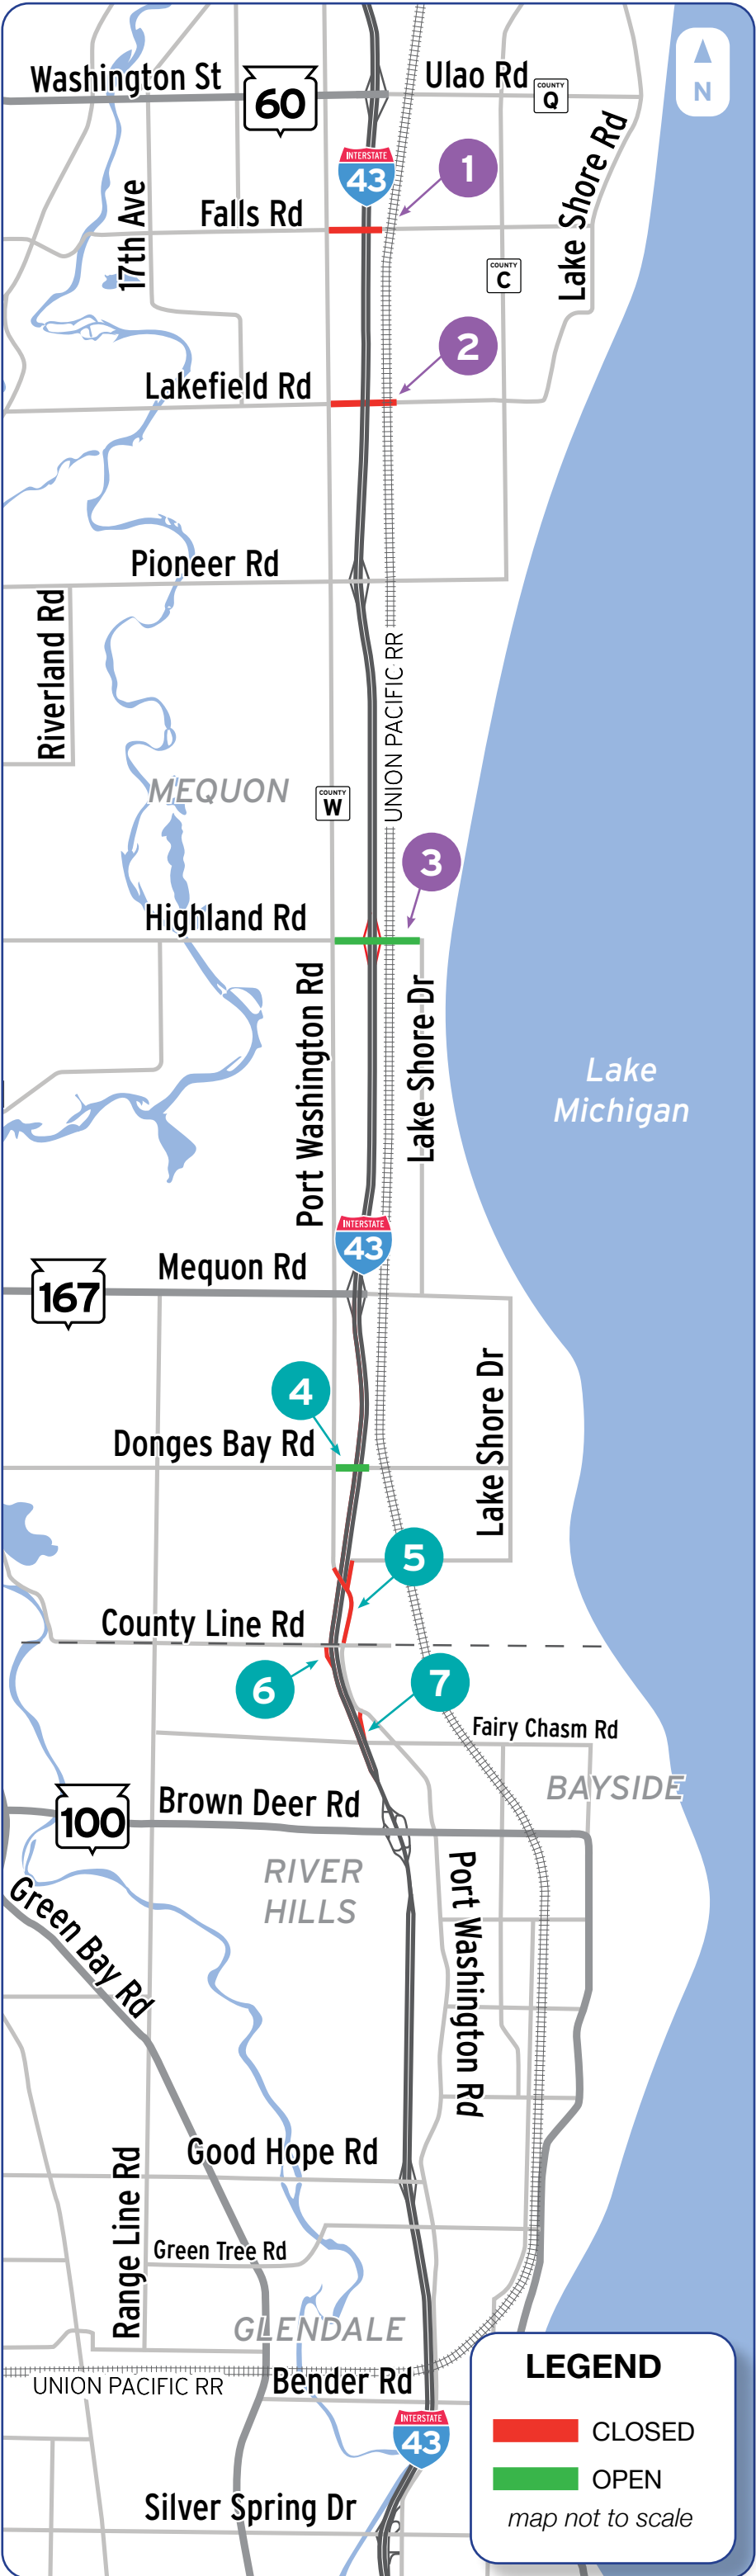 Washington St
60
Ulao Rd
COUNTY
Q
N
INTERSTATE
43
1
17th Ave
Falls Rd
Lake Shore Rd
COUNTY
C
2
Lakefield Rd
Pioneer Rd
Riverland Rd
UNION PACIFIC RR
MEQUON
COUNTY
W
3
Highland Rd
Port Washington Rd
Lake Shore Dr
Lake
Michigan
INTERSTATE
43
Mequon Rd
167
4
Donges Bay Rd
Lake Shore Dr
5
County Line Rd
6
7
Fairy Chasm Rd
BAYSIDE
100
Brown Deer Rd
RIVER
HILLS
Green Bay Rd
Port Washington Rd
Good Hope Rd
Range Line Rd
Green Tree Rd
GLENDALE
UNION PACIFIC RR
Bender Rd
INTERSTATE
43
Silver Spring Dr
LEGEND
CLOSED
OPEN
map not to scale